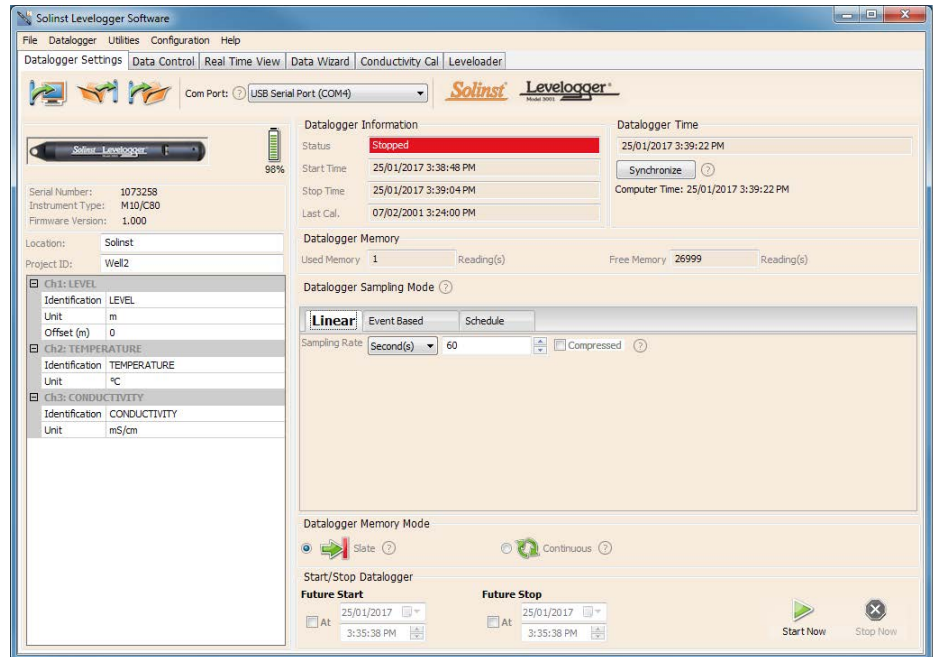 Solinst Levelogger Software
File Datalogger Utilities Configuration Help
Datalogger Settings Data Control Real Time View Data Wizard Conductivity Cal Leveloader
Com Port: ? USB Serial Port (COM4) Solinst Levelogger
Model 3001
Solinst Levelogger
98%
Serial Number: 1073258
Instrument Type: M10/C80
Firmware Version: 1.000
Location: Solinst
Project ID: Well2
Ch1: LEVEL
Identification LEVEL
Unit m
Offset (m) 0
Ch2: TEMPERATURE
Identification TEMPERATURE
Unit ºC
Ch3: CONDUCTIVITY
Identification CONDUCTIVITY
Unit mS/cm
Datalogger Information
Status Stopped
Start Time 25/01/2017 3:38:48 PM
Stop Time 25/01/2017 3:39:04 PM
Last Cal. 07/02/2001 3:24:00 PM
Datalogger Time
25/01/2017 3:39:22 PM
Synchronize ?
Computer Time: 25/01/2017 3:39:22 PM
Datalogger Memory
Used Memory 1 Reading(s) Free Memory 26999 Reading(s)
Datalogger Sampling Mode ?
Linear Event Based Schedule
Sampling Rate Second(s) 60 Compressed ?
Datalogger Memory Mode
Slate ? Continuous ?
Start/Stop Datalogger
Future Start Future Stop
At 25/01/2017 At 25/01/2017
3:35:38 PM 3:35:38 PM
Start Now Stop Now